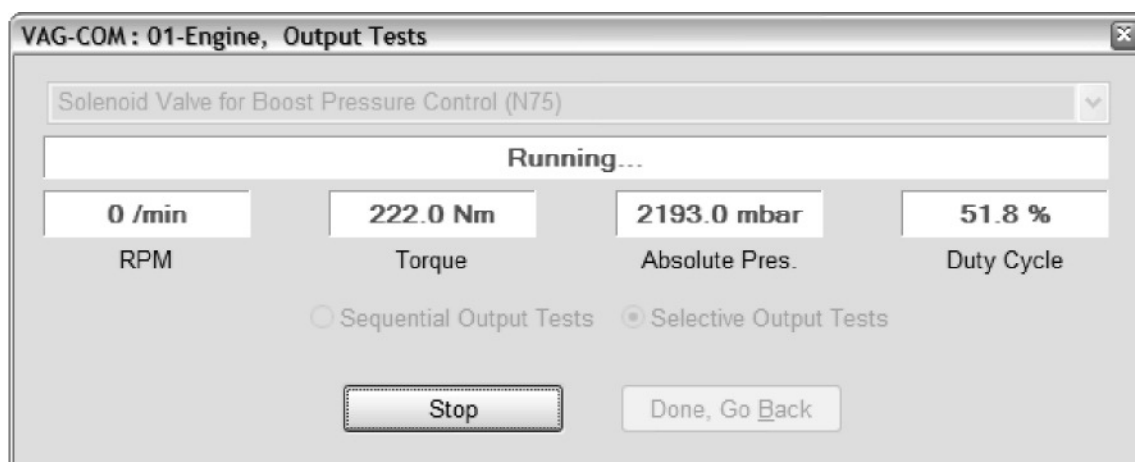 VAG-COM : 01-Engine, Output Tests
Solenoid Valve for Boost Pressure Control (N75)
Running...
0 /min 222.0 Nm 2193.0 mbar 51.8 %
RPM Torque Absolute Pres. Duty Cycle
Sequential Output Tests Selective Output Tests
Stop Done, Go Back